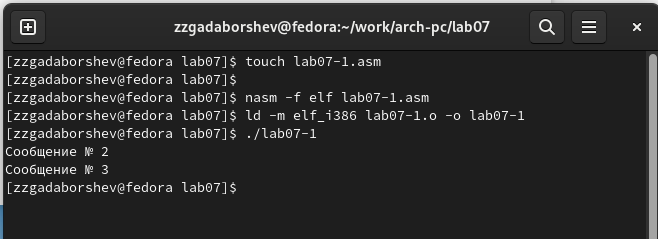 zzgadaborshev@fedora:~/work/arch-pc/lab07
[zzgadaborshev@fedora lab07]$ touch lab07-1.asm
[zzgadaborshev@fedora lab07]$
[zzgadaborshev@fedora lab07]$ nasm -f elf lab07-1.asm
[zzgadaborshev@fedora lab07]$ ld -m elf_i386 lab07-1.o -o lab07-1
[zzgadaborshev@fedora lab07]$ ./lab07-1
Сообщение № 2
Сообщение № 3
[zzgadaborshev@fedora lab07]$